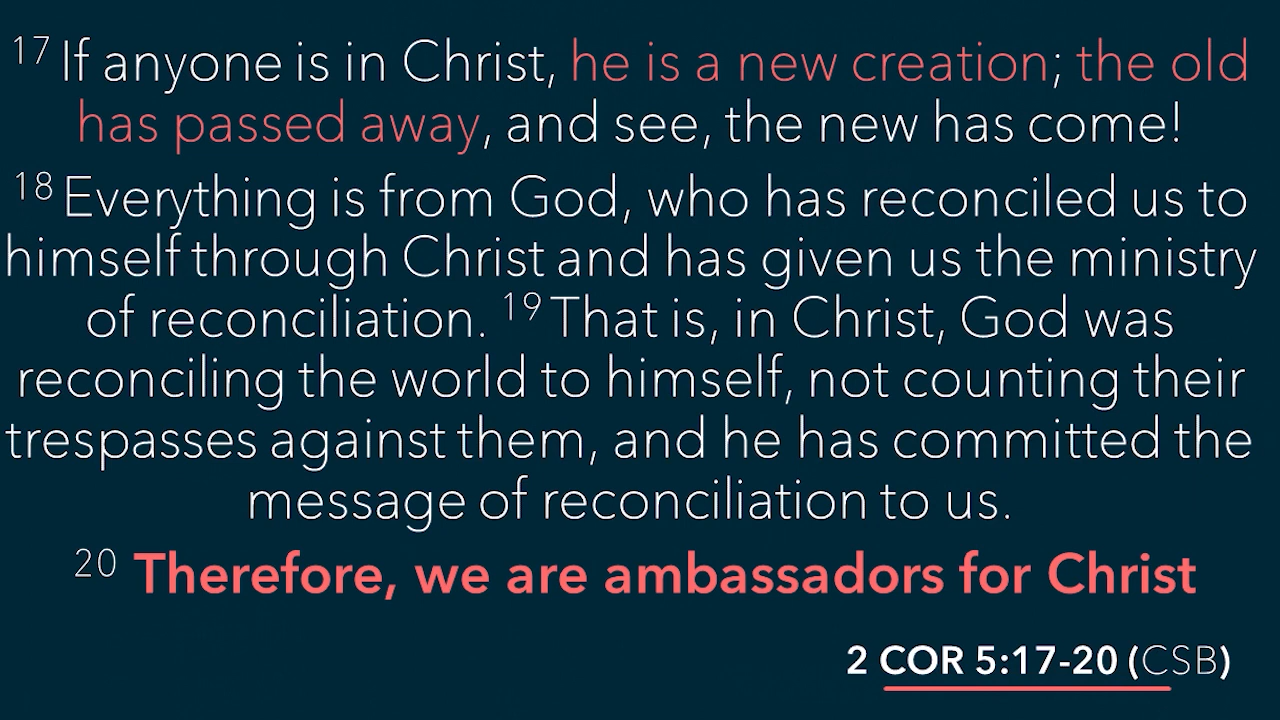 17 If anyone is in Christ, he is a new creation; the old
has passed away, and see, the new has come!
18 Everything is from God, who has reconciled us to
himself through Christ and has given us the ministry
of reconciliation. 19 That is, in Christ, God was
reconciling the world to himself, not counting their
trespasses against them, and he has committed the
message of reconciliation to us.
20 Therefore, we are ambassadors for Christ
2 COR 5:17-20 (CSB)